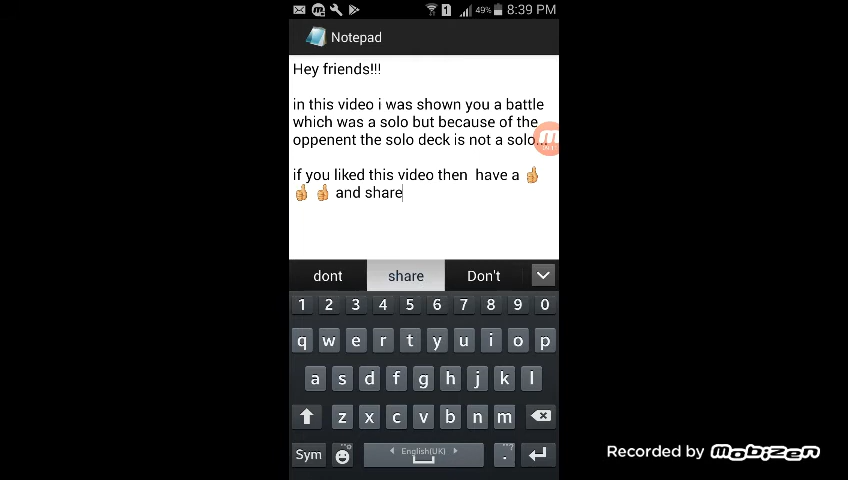 1 49% 8:39 PM
Notepad
Hey friends!!!
in this video i was shown you a battle
which was a solo but because of the
oppenent the solo deck is not a solo...
if you liked this video then  have a 👍
👍 👍 and share
dont share Don't
1 2 3 4 5 6 7 8 9 0
q w e r t y u i o p
a s d f g h j k l
z x c v b n m
Sym English(UK) .
Recorded by mobizen